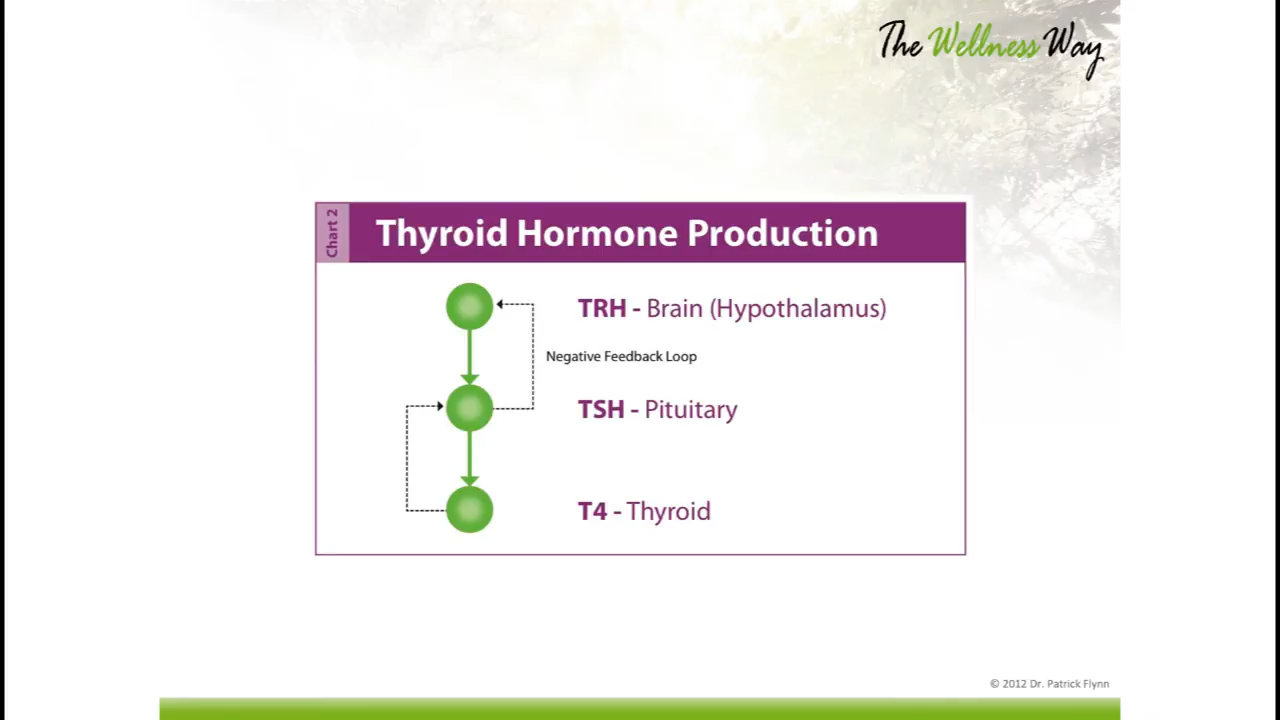 The Wellness Way
Chart 2
Thyroid Hormone Production
TRH - Brain (Hypothalamus)
Negative Feedback Loop
TSH - Pituitary
T4 - Thyroid
© 2012 Dr. Patrick Flynn